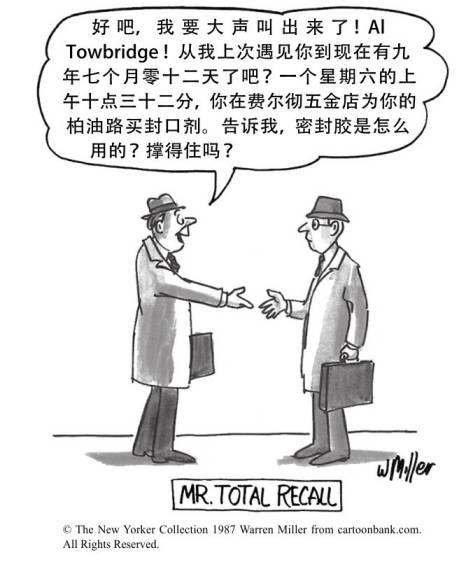 好吧，我要大声叫出来了！Al
Towbridge！从我上次遇见你到现在有九
年七个月零十二天了吧？一个星期六的上
午十点三十二分，你在费尔彻五金店为你的
柏油路买封口剂。告诉我，密封胶是怎么
用的？撑得住吗？
W Miller
MR. TOTAL RECALL
© The New Yorker Collection 1987 Warren Miller from cartoonbank.com.
All Rights Reserved.